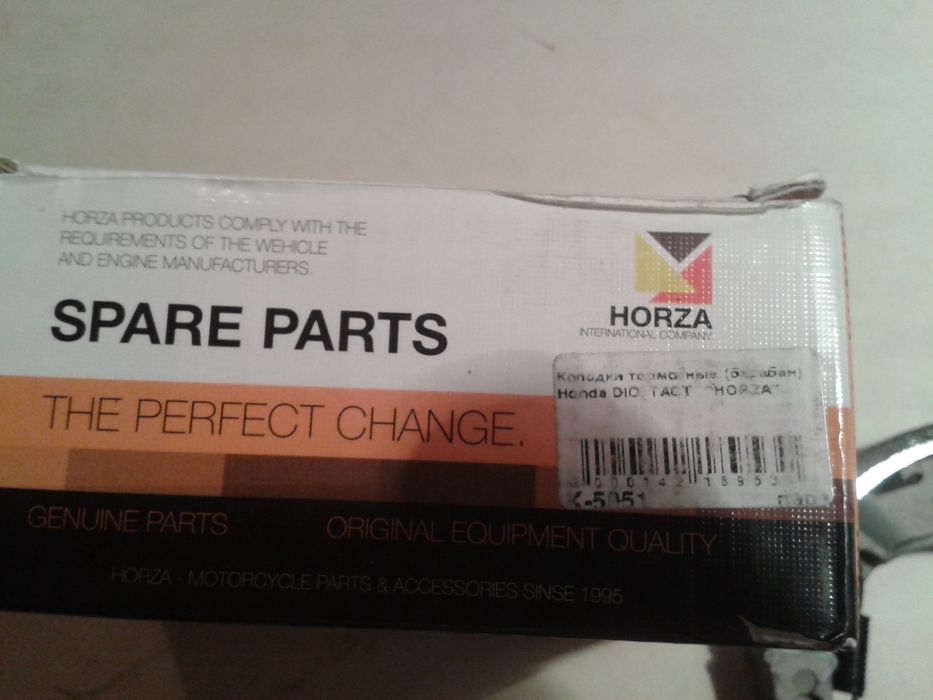 HORZA PRODUCTS COMPLY WITH THE
REQUIREMENTS OF THE WEHICLE
AND ENGINE MANUFACTURERS.
SPARE PARTS
HORZA
INTERNATIONAL COMPANY
Колодки тормозные (барабан)
Honda DIO, TACT "HORZA"
THE PERFECT CHANGE.
K-5051
GENUINE PARTS
ORIGINAL EQUIPMENT QUALITY
HORZA - MOTORCYCLE PARTS & ACCESSORIES SINSE 1995